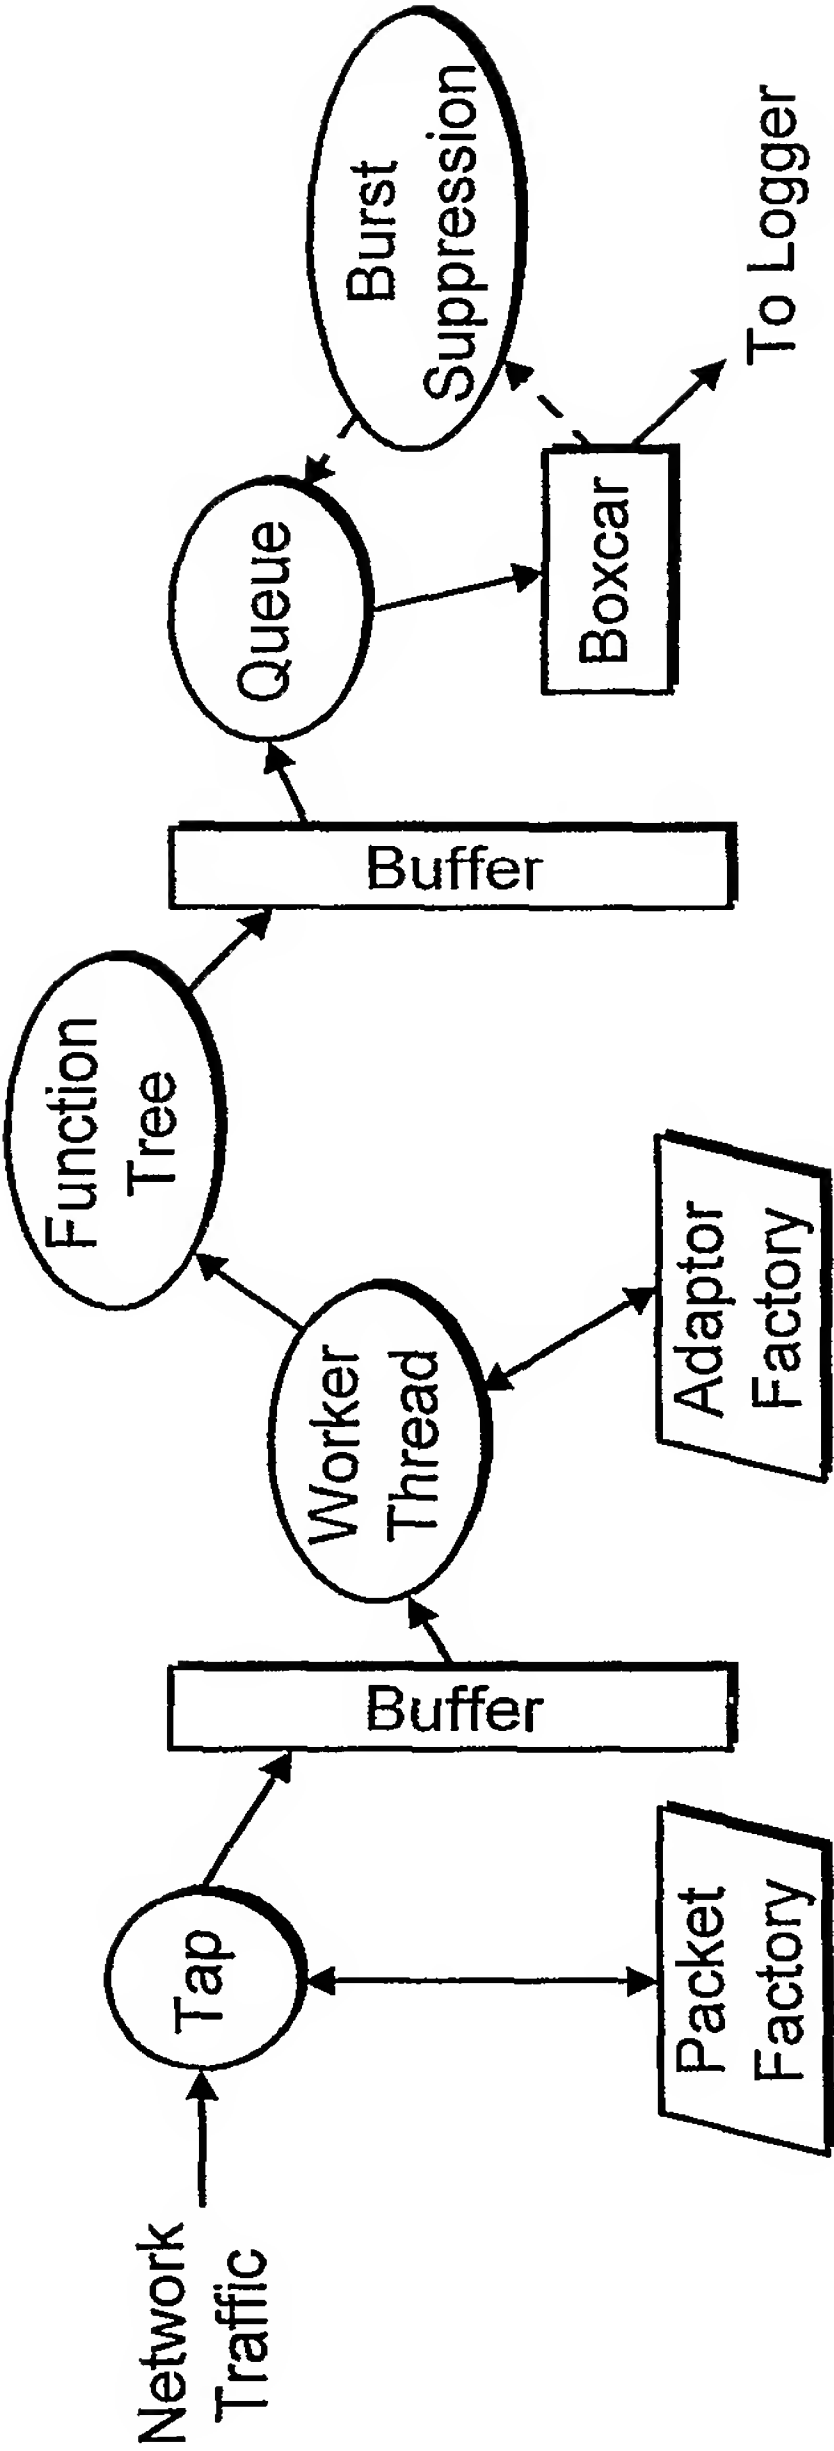 Network
Traffic
Tap
Packet
Factory
Buffer
Worker
Thread
Adaptor
Factory
Function
Tree
Buffer
Queue
Boxcar
Burst
Suppression
To Logger